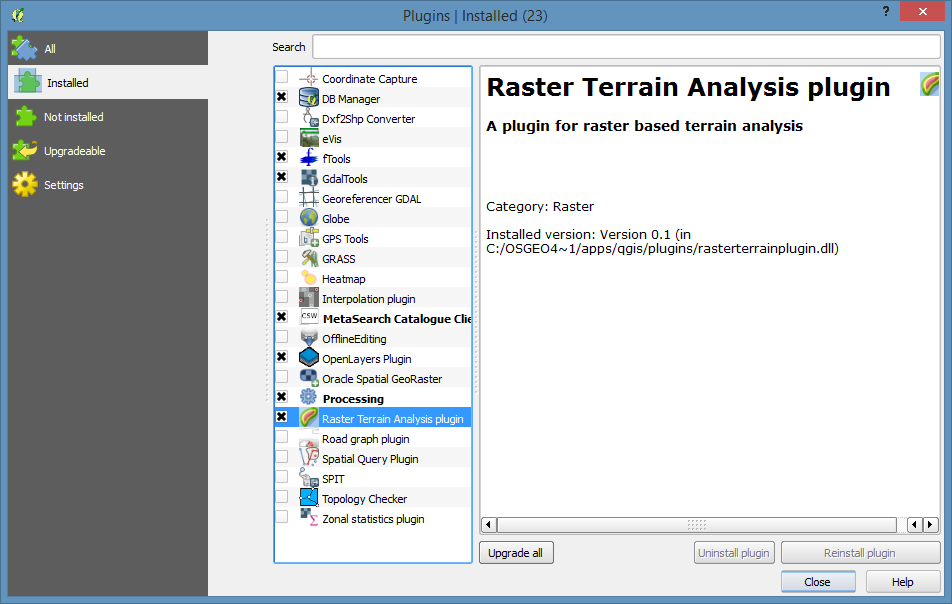 Plugins | Installed (23)
?
All
Installed
Not installed
Upgradeable
Settings
Search
Coordinate Capture
DB Manager
Dxf2Shp Converter
eVis
fTools
GdalTools
Georeferencer GDAL
Globe
GPS Tools
GRASS
Heatmap
Interpolation plugin
CSW MetaSearch Catalogue Clie
OfflineEditing
OpenLayers Plugin
Oracle Spatial GeoRaster
Processing
Raster Terrain Analysis plugin
Road graph plugin
Spatial Query Plugin
SPIT
Topology Checker
Σ Zonal statistics plugin
Raster Terrain Analysis plugin
A plugin for raster based terrain analysis
Category: Raster
Installed version: Version 0.1 (in
C:/OSGEO4~1/apps/qgis/plugins/rasterterrainplugin.dll)
Upgrade all
Uninstall plugin
Reinstall plugin
Close
Help